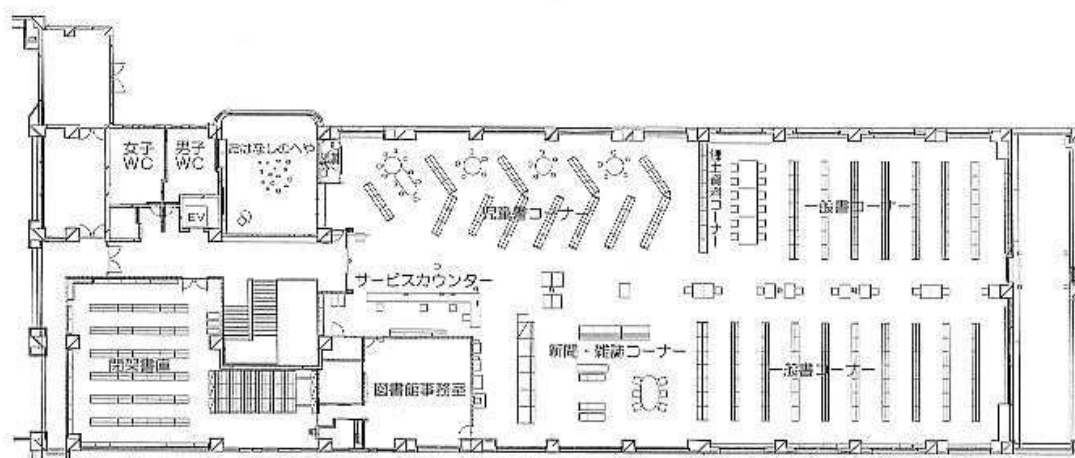 女子
WC
男子
WC
おはなしのへや
EV
児童書コーナー
郷土資料コーナー
一般書コーナー
サービスカウンター
開架書庫
図書館事務室
新聞・雑誌コーナー
一般書コーナー